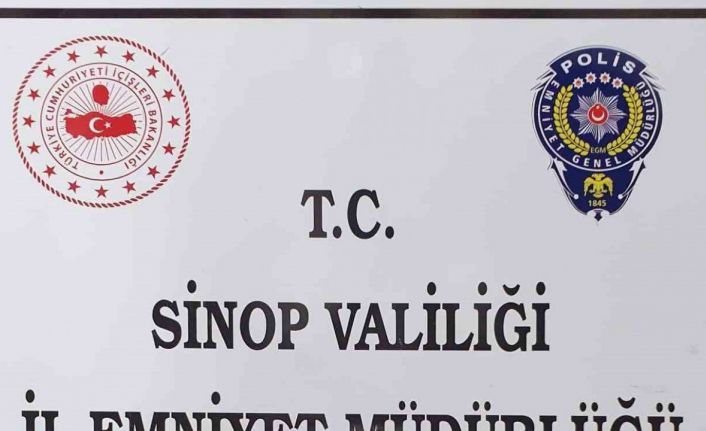 TÜRKİYE CUMHURİYETİ İÇİŞLERİ BAKANLIĞI
POLİS
EMNİYET GENEL MÜDÜRLÜĞÜ
EGM
1845
T.C.
SİNOP VALİLİĞİ
İL EMNİYET MÜDÜRLÜĞÜ